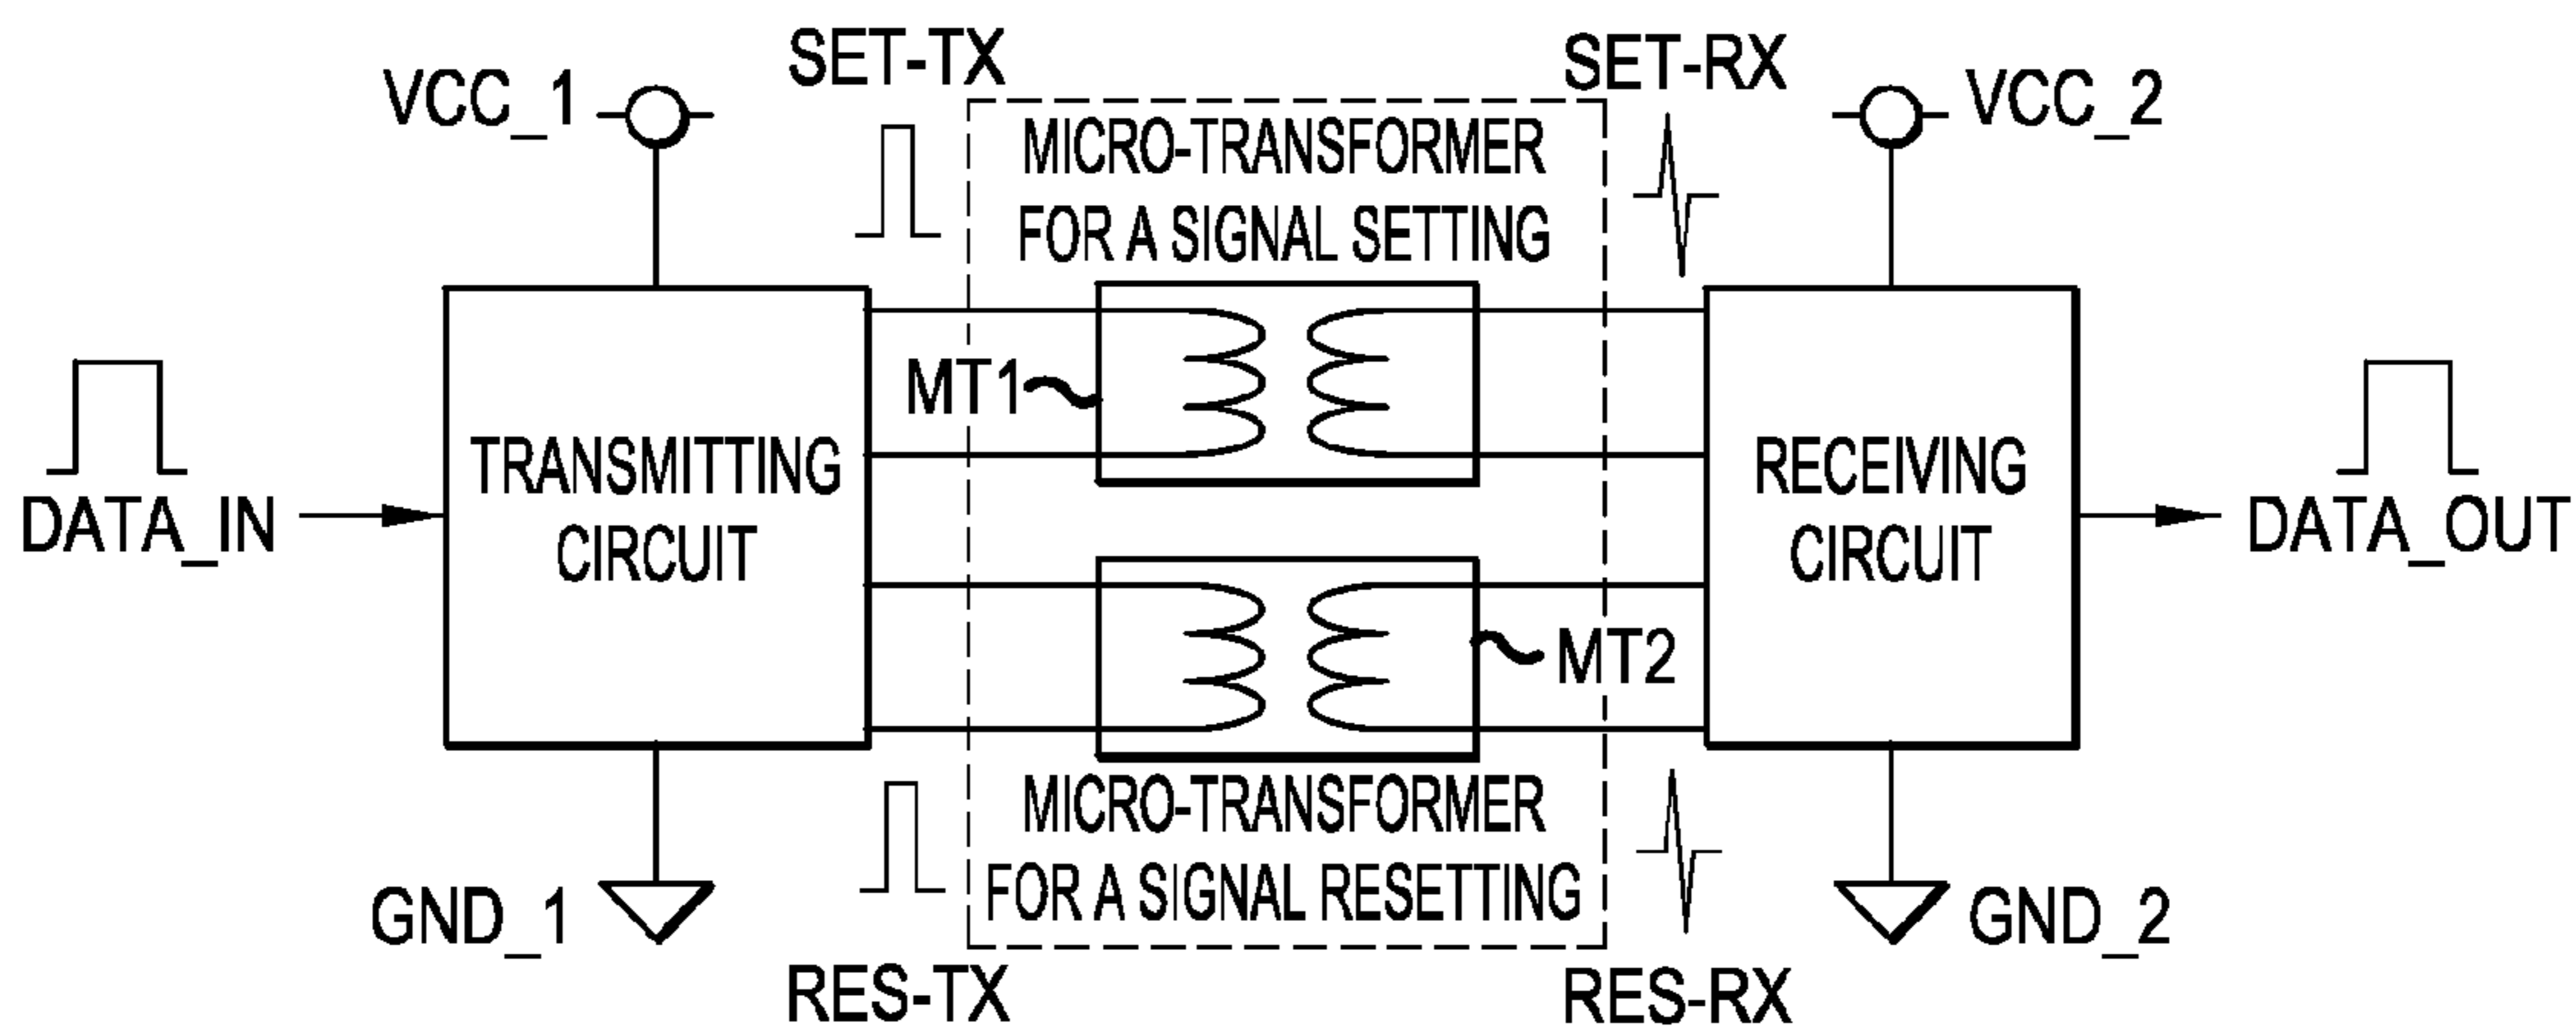 SET-TX
SET-RX
VCC_1
VCC_2
MICRO-TRANSFORMER
FOR A SIGNAL SETTING
MT1
TRANSMITTING
CIRCUIT
RECEIVING
CIRCUIT
DATA_IN
DATA_OUT
MT2
MICRO-TRANSFORMER
FOR A SIGNAL RESETTING
GND_1
GND_2
RES-TX
RES-RX